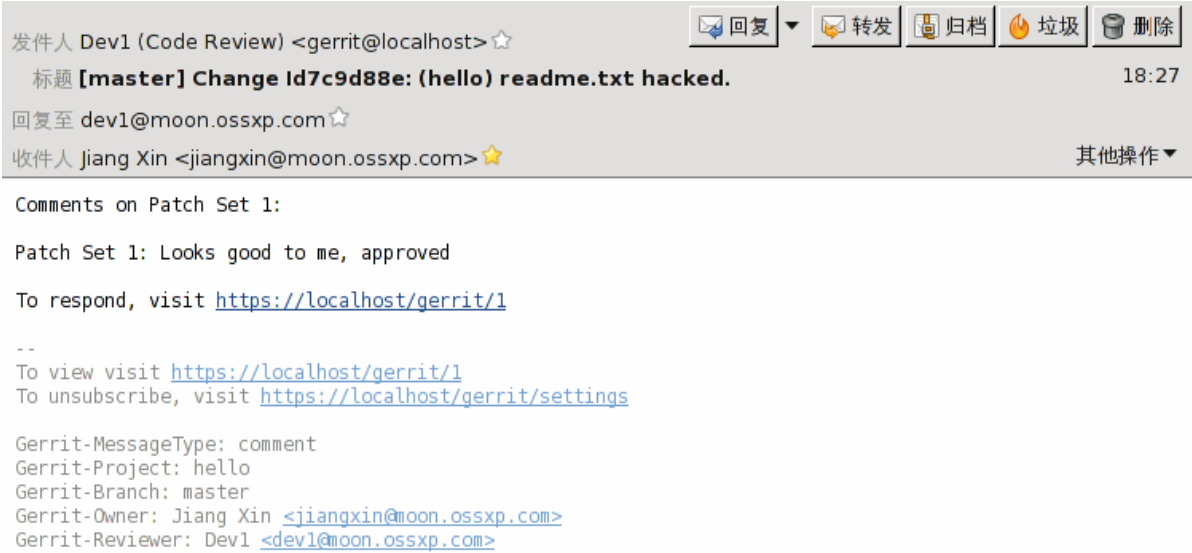 发件人 Dev1 (Code Review) <gerrit@localhost> 回复 转发 归档 垃圾 删除
标题 [master] Change Id7c9d88e: (hello) readme.txt hacked. 18:27
回复至 dev1@moon.ossxp.com
收件人 Jiang Xin <jiangxin@moon.ossxp.com> 其他操作
Comments on Patch Set 1:
Patch Set 1: Looks good to me, approved
To respond, visit https://localhost/gerrit/1
--
To view visit https://localhost/gerrit/1
To unsubscribe, visit https://localhost/gerrit/settings
Gerrit-MessageType: comment
Gerrit-Project: hello
Gerrit-Branch: master
Gerrit-Owner: Jiang Xin <jiangxin@moon.ossxp.com>
Gerrit-Reviewer: Dev1 <dev1@moon.ossxp.com>